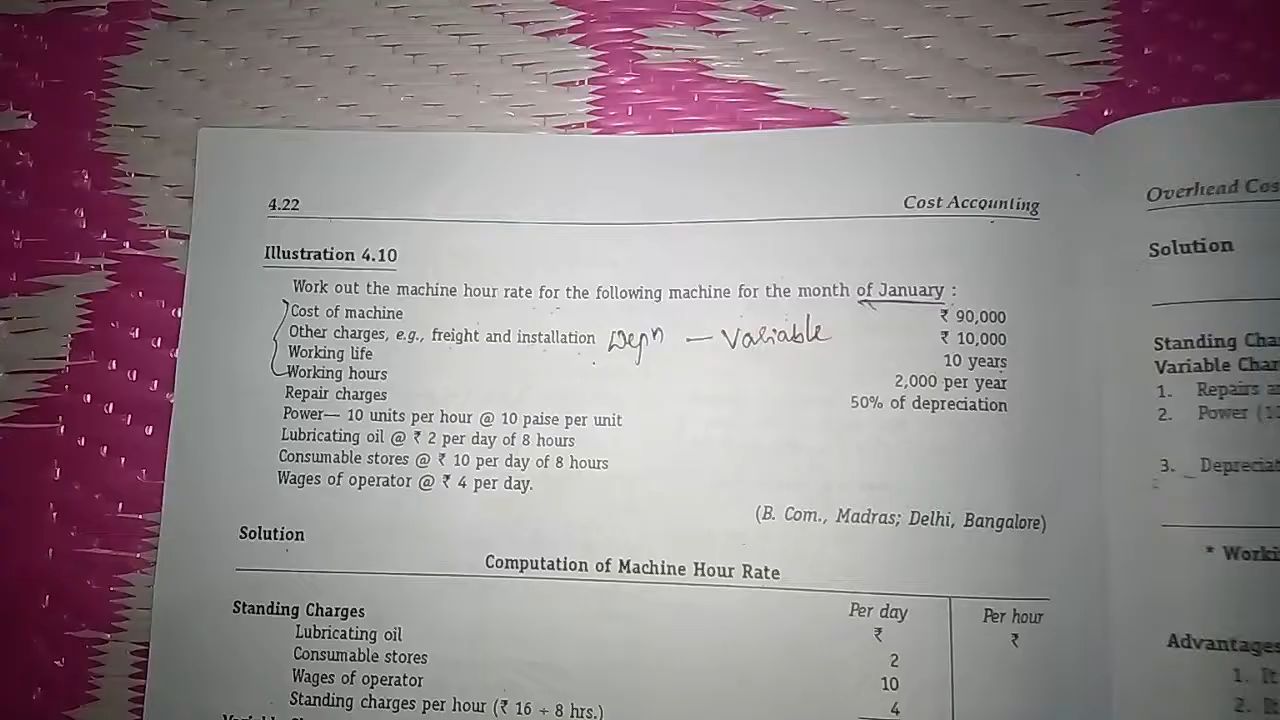 4.22 Cost Accounting
Illustration 4.10
Work out the machine hour rate for the following machine for the month of January :
Cost of machine ₹ 90,000
Other charges, e.g., freight and installation Depn — Variable ₹ 10,000
Working life 10 years
Working hours 2,000 per year
Repair charges 50% of depreciation
Power— 10 units per hour @ 10 paise per unit
Lubricating oil @ ₹ 2 per day of 8 hours
Consumable stores @ ₹ 10 per day of 8 hours
Wages of operator @ ₹ 4 per day.
(B. Com., Madras; Delhi, Bangalore)
Solution
Computation of Machine Hour Rate
Standing Charges Per day Per hour
Lubricating oil ₹ ₹
Consumable stores 2
Wages of operator 10
Standing charges per hour (₹ 16 ÷ 8 hrs.) 4
Overhead Cos
Solution
Standing Cha
Variable Char
1. Repairs a
2. Power (1
3. Depreciat
* Worki
Advantages
1. It
2. It